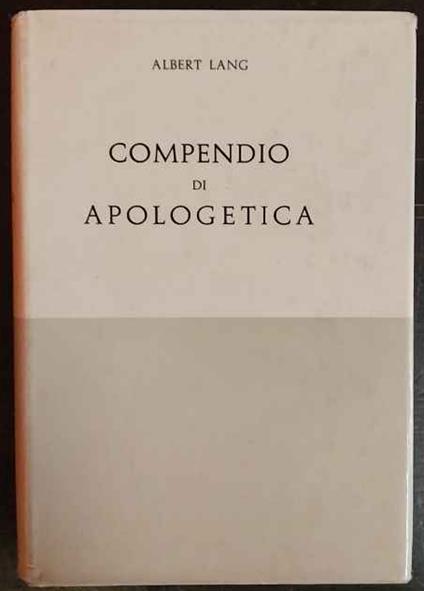 ALBERT LANG
COMPENDIO
DI
APOLOGETICA